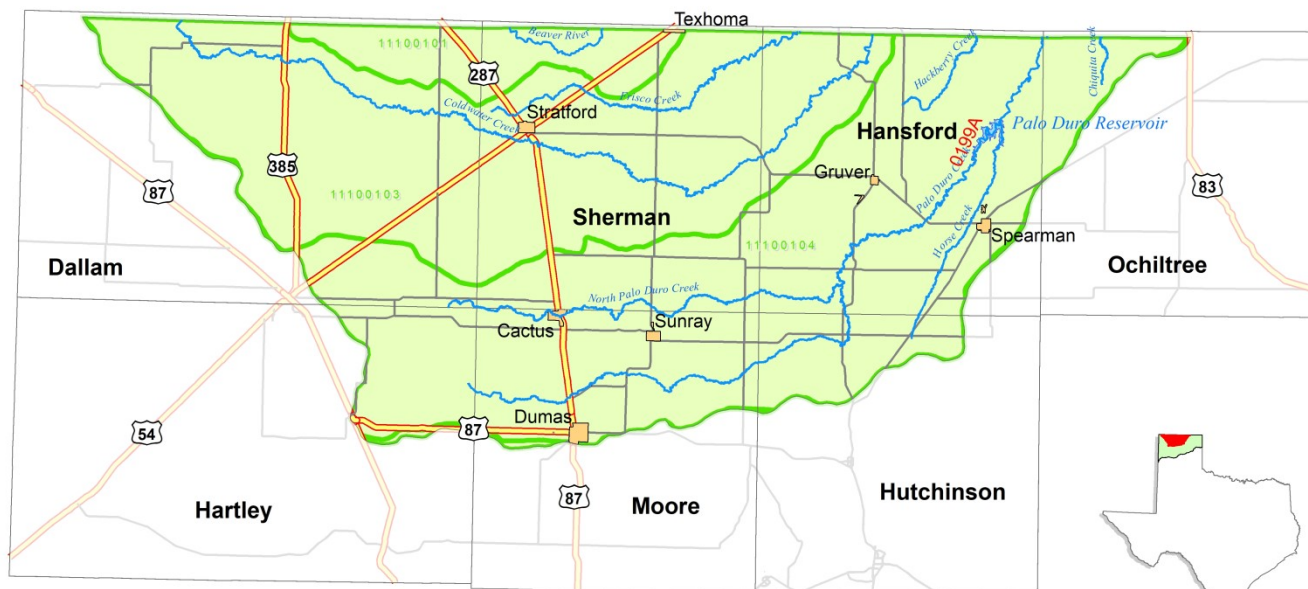 Texhoma
Beaver River
11100101
287
Hackberry Creek
Chiquita Creek
Coldwater Creek
Frisco Creek
Stratford
Hansford
0199A
Palo Duro Reservoir
385
87
Gruver
Palo Duro Creek
83
11100103
Sherman
Horse Creek
Spearman
11100104
Dallam
Ochiltree
North Palo Duro Creek
Cactus
Sunray
Dumas
87
54
87
Hartley
Moore
Hutchinson